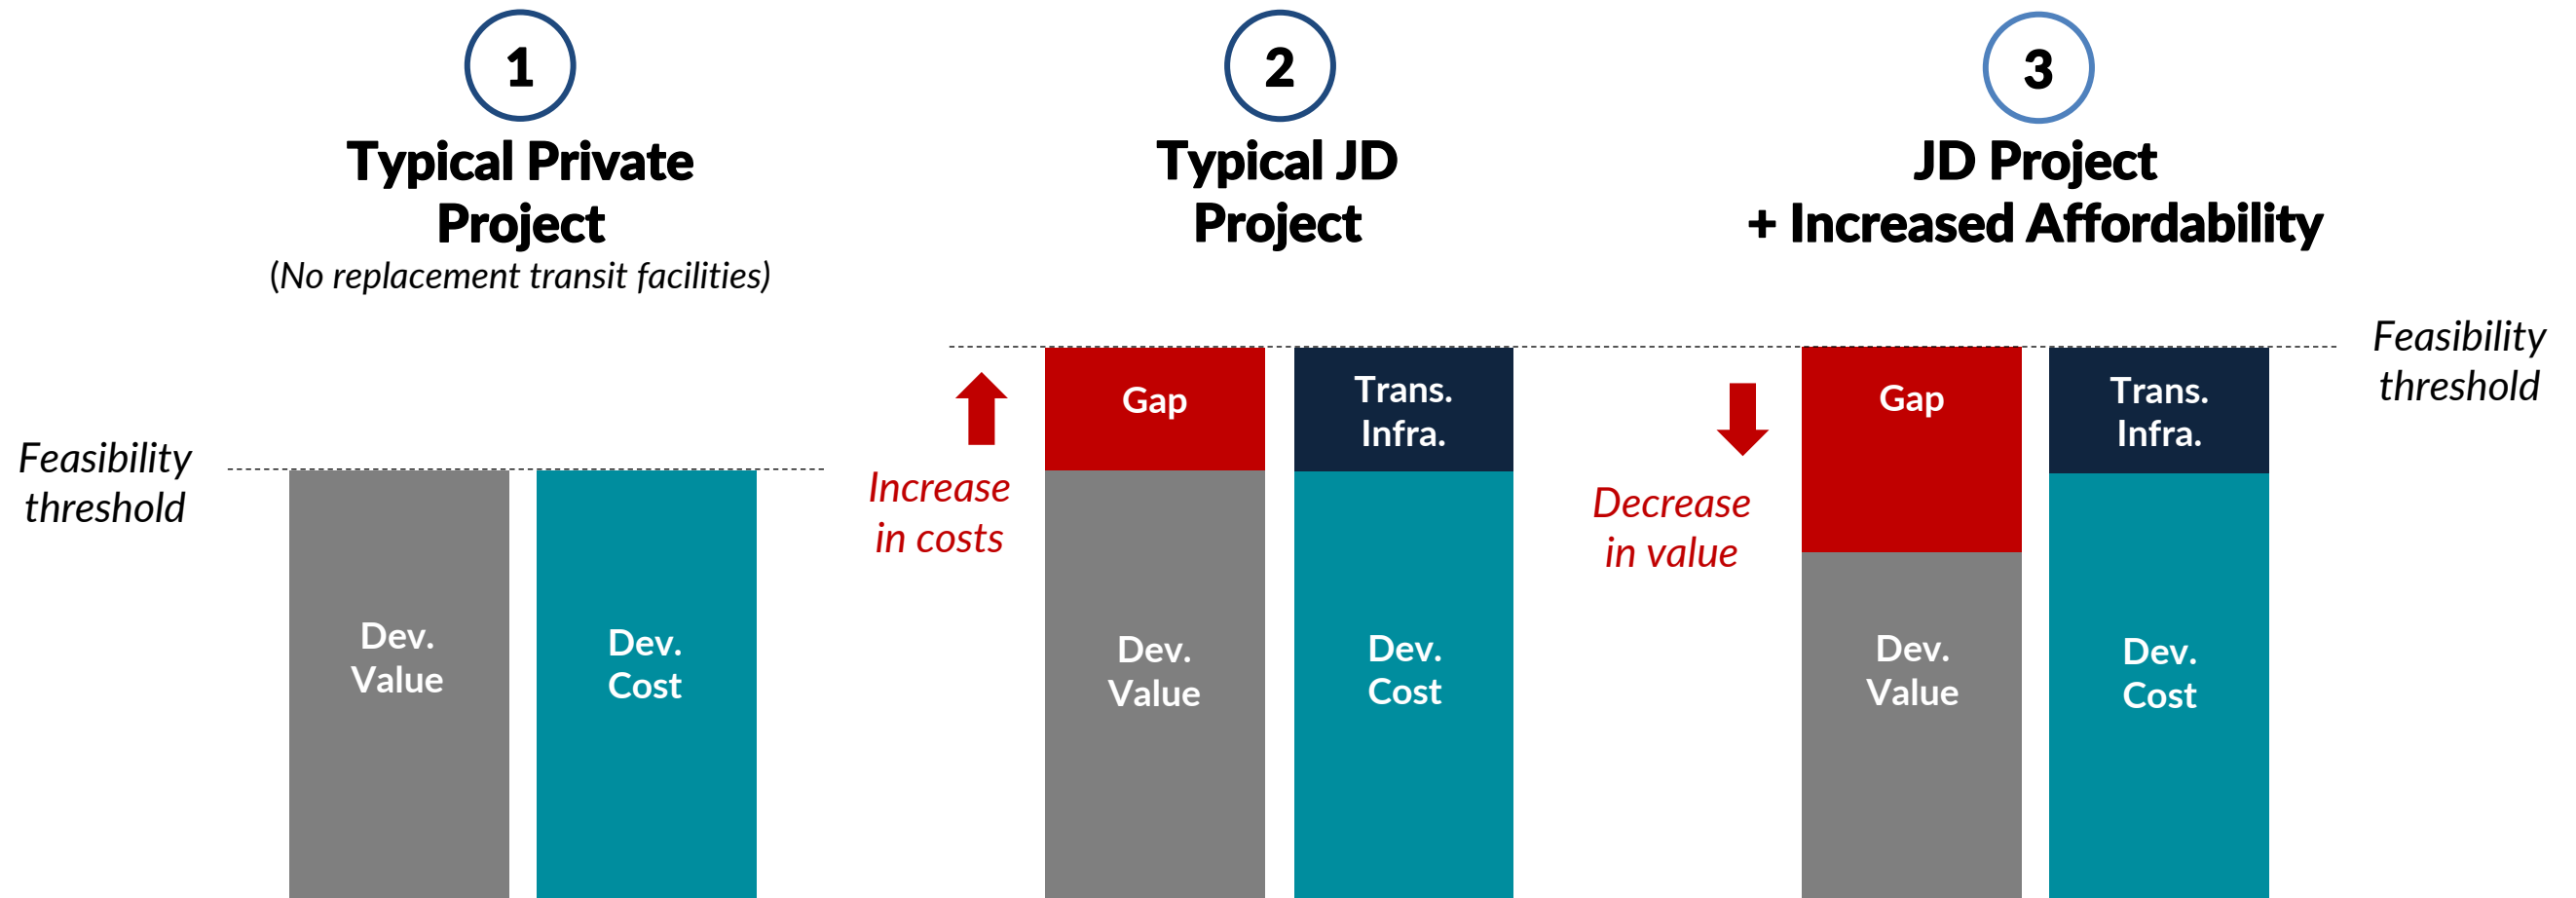 1
Typical Private
Project
(No replacement transit facilities)
Feasibility
threshold
Dev.
Value
Dev.
Cost
2
Typical JD
Project
Increase
in costs
Gap
Dev.
Value
Trans.
Infra.
Dev.
Cost
3
JD Project
+ Increased Affordability
Decrease
in value
Gap
Dev.
Value
Trans.
Infra.
Dev.
Cost
Feasibility
threshold